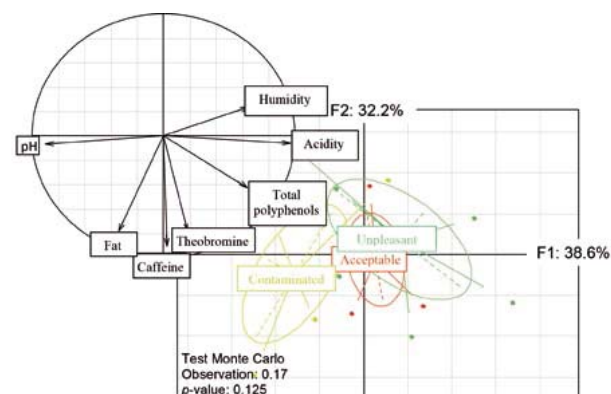 Humidity
F2: 32.2%
pH
Acidity
Total
polyphenols
Fat
Theobromine
Unpleasant
F1: 38.6%
Caffeine
Acceptable
Contaminated
Test Monte Carlo
Observation: 0.17
p-value: 0.125